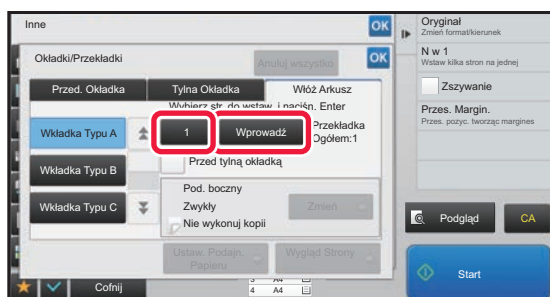 Inne
OK
Okładki/Przekładki
Anuluj wszystko
OK
Przed. Okładka
Tylna Okładka
Włóż Arkusz
Wybierz str. do wstaw. i naciśn. Enter
Wkładka Typu A
1
Wprowadź
Przekładka
Ogółem:1
Wkładka Typu B
Przed tylną okładką
Wkładka Typu C
Pod. boczny
Zwykły
Zmień
Nie wykonuj kopii
Ustaw. Podajn.
Papieru
Wygląd Strony
Cofnij
3 A4
4 A4
Oryginał
Zmień format/kierunek
N w 1
Wstaw kilka stron na jednej
Zszywanie
Przes. Margin.
Przes. pozyc. tworząc margines
Podgląd
CA
Start